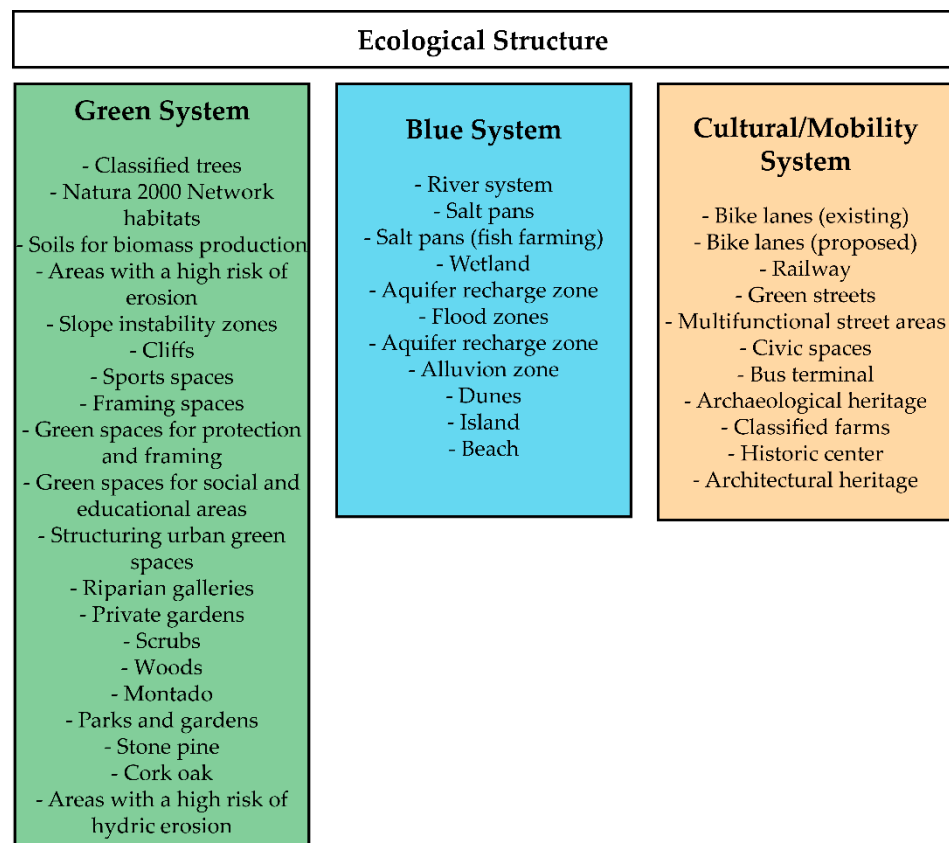 Ecological Structure
Green System
- Classified trees
- Natura 2000 Network
habitats
- Soils for biomass production
- Areas with a high risk of
erosion
- Slope instability zones
- Cliffs
- Sports spaces
- Framing spaces
- Green spaces for protection
and framing
- Green spaces for social and
educational areas
- Structuring urban green
spaces
- Riparian galleries
- Private gardens
- Scrubs
- Woods
- Montado
- Parks and gardens
- Stone pine
- Cork oak
- Areas with a high risk of
hydric erosion
Blue System
- River system
- Salt pans
- Salt pans (fish farming)
- Wetland
- Aquifer recharge zone
- Flood zones
- Aquifer recharge zone
- Alluvion zone
- Dunes
- Island
- Beach
Cultural/Mobility
System
- Bike lanes (existing)
- Bike lanes (proposed)
- Railway
- Green streets
- Multifunctional street areas
- Civic spaces
- Bus terminal
- Archaeological heritage
- Classified farms
- Historic center
- Architectural heritage